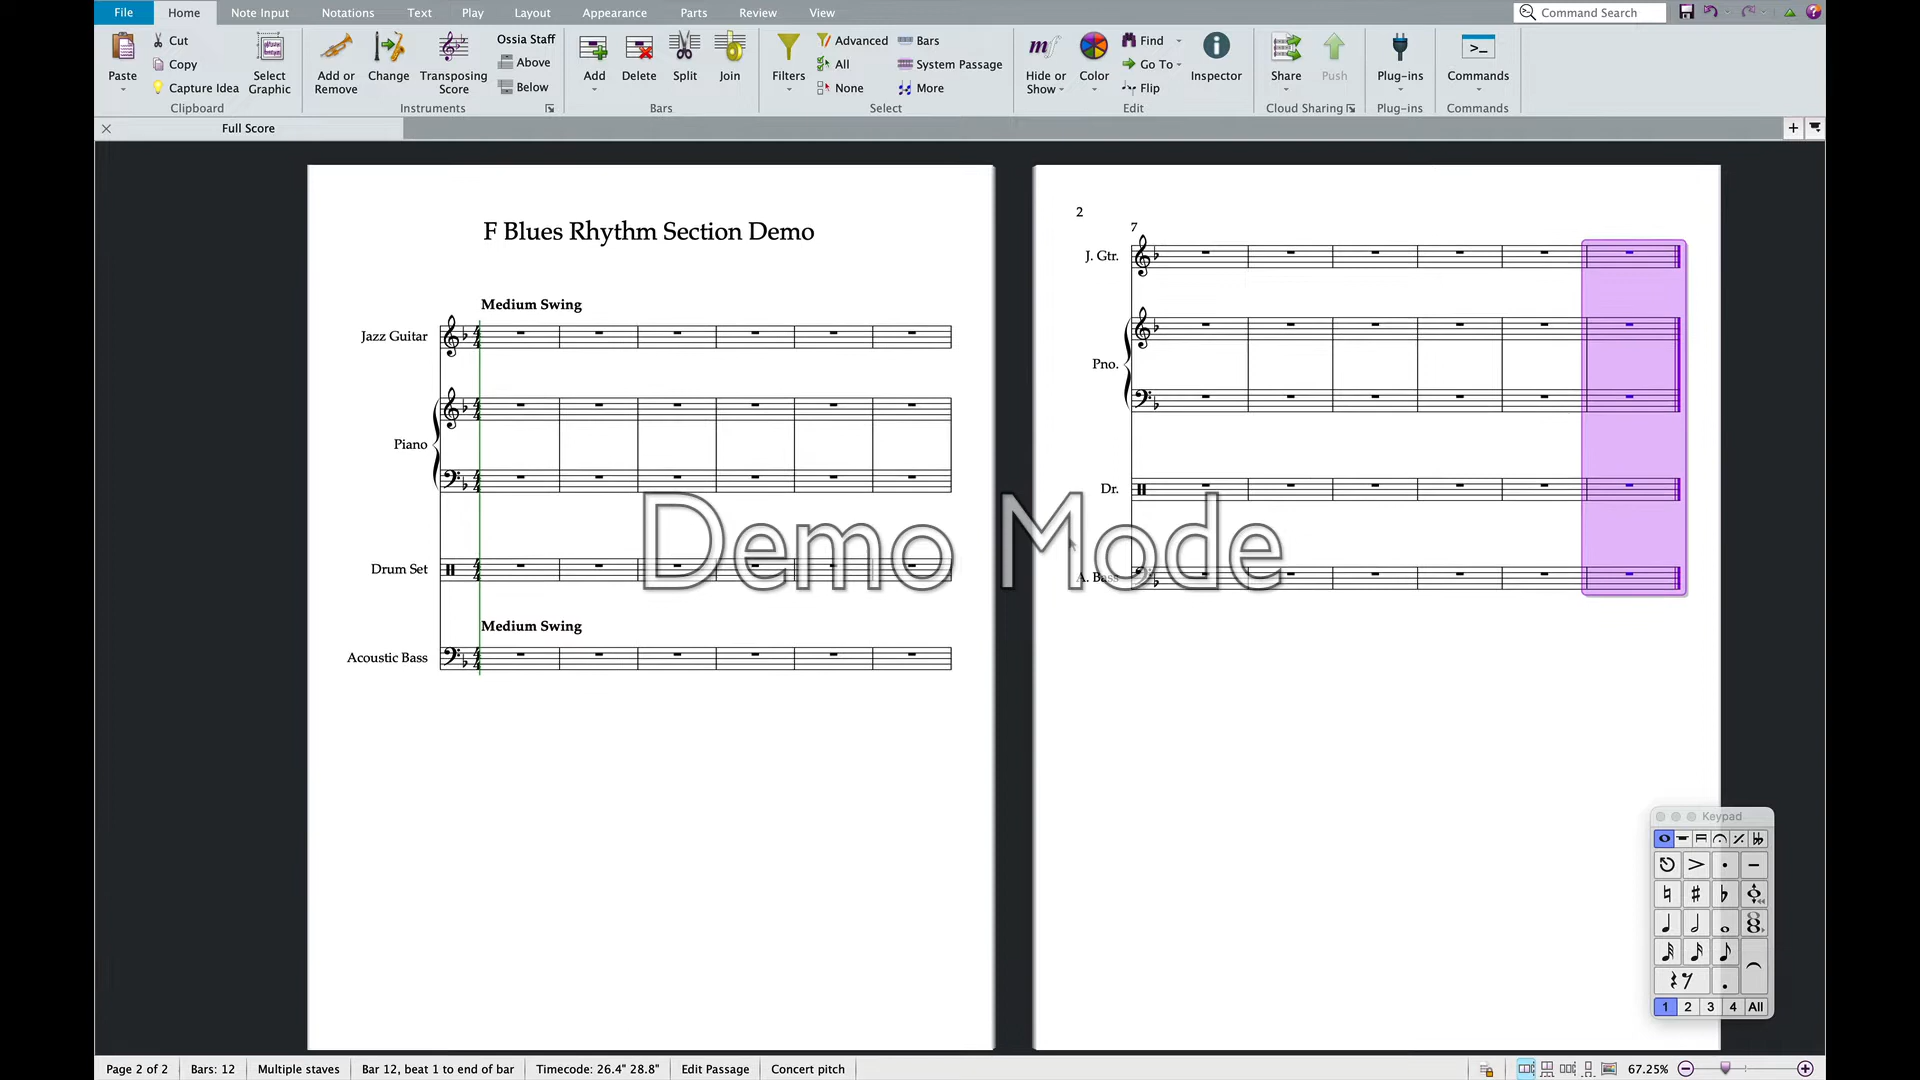 File Home Note Input Notations Text Play Layout Appearance Parts Review View Command Search
Paste Cut Copy Capture Idea Select Graphic Clipboard
Add or Remove Change Transposing Score Ossia Staff Above Below Instruments
Add Delete Split Join Bars
Filters Advanced All None Bars System Passage More Select
Hide or Show Color Find Go To Flip Inspector Edit
Share Push Cloud Sharing
Plug-ins Plug-ins
Commands Commands
Full Score
F Blues Rhythm Section Demo
Medium Swing
Jazz Guitar
Piano
Drum Set
Medium Swing
Acoustic Bass
2
7
J. Gtr.
Pno.
Dr.
A. Bass
Demo Mode
Keypad
1 2 3 4 All
Page 2 of 2 Bars: 12 Multiple staves Bar 12, beat 1 to end of bar Timecode: 26.4" 28.8" Edit Passage Concert pitch 67.25%